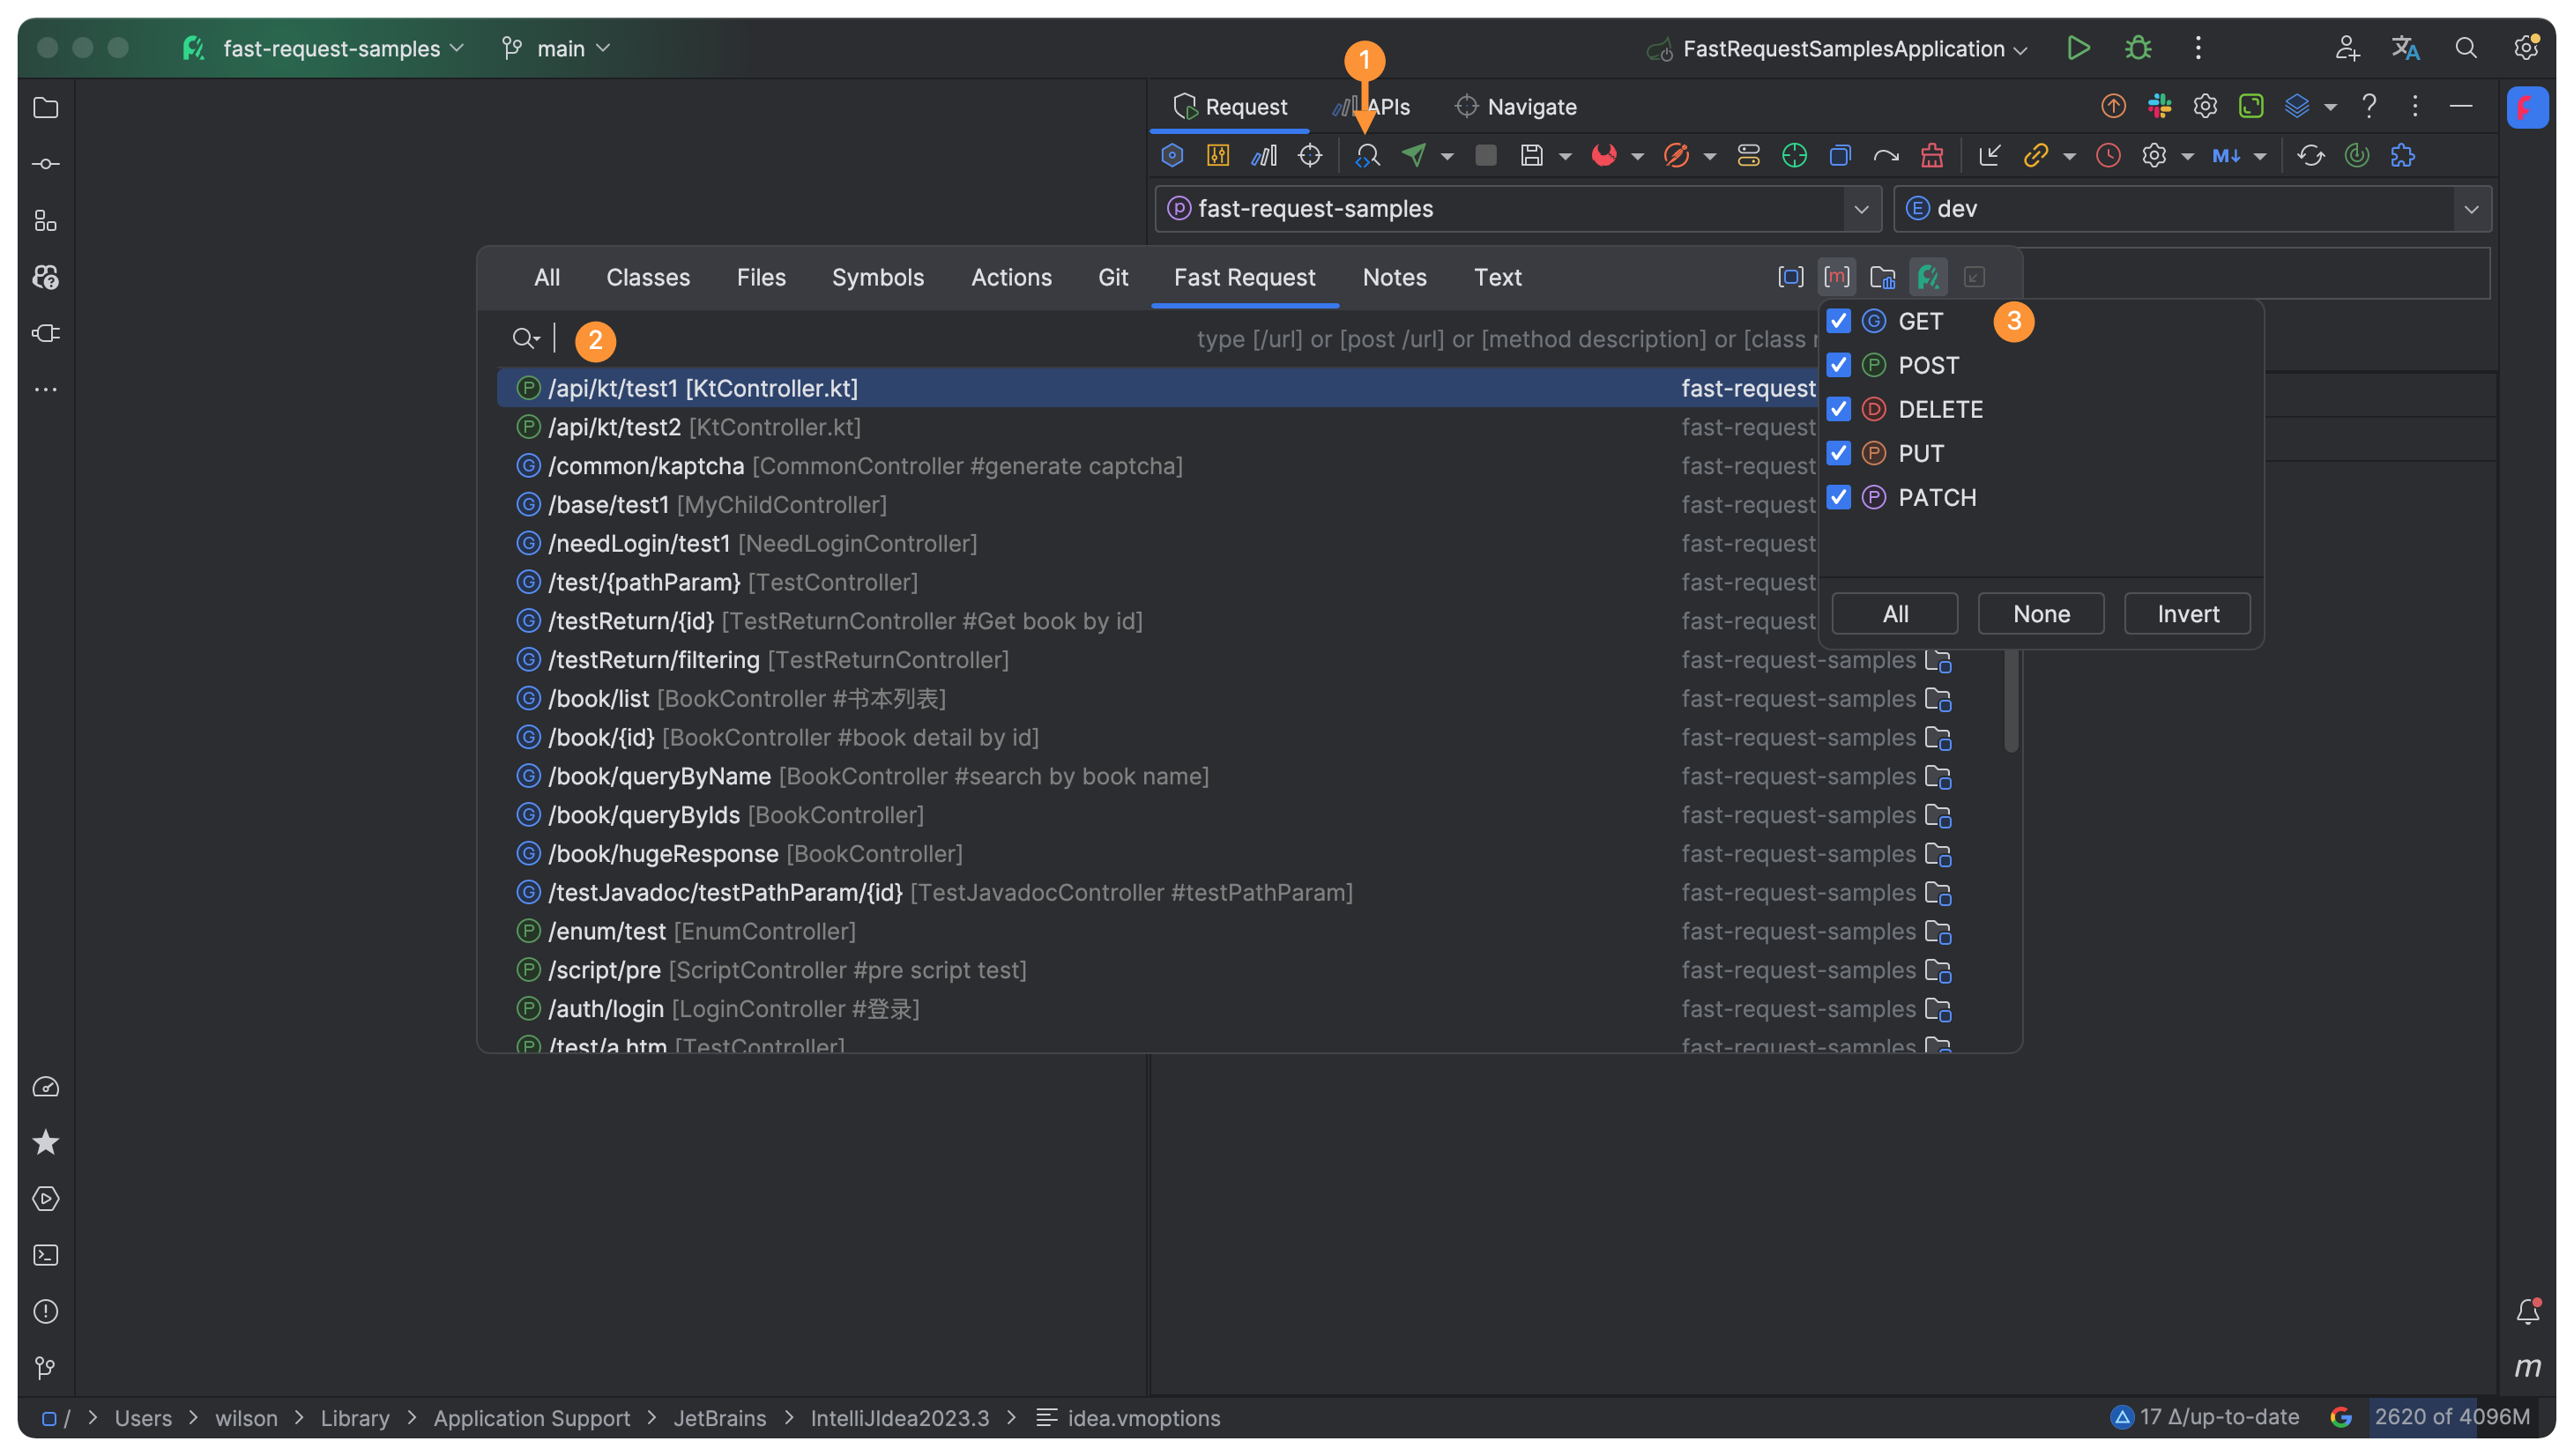 fast-request-samples
main
FastRequestSamplesApplication
1
Request
APIs
Navigate
M↓
fast-request-samples
dev
All Classes Files Symbols Actions Git Fast Request Notes Text
2
type [/url] or [post /url] or [method description] or [class
GET
3
POST
DELETE
PUT
PATCH
All None Invert
/api/kt/test1 [KtController.kt] fast-request
/api/kt/test2 [KtController.kt] fast-request
/common/kaptcha [CommonController #generate captcha] fast-request
/base/test1 [MyChildController] fast-request
/needLogin/test1 [NeedLoginController] fast-request
/test/{pathParam} [TestController] fast-request
/testReturn/{id} [TestReturnController #Get book by id] fast-request
/testReturn/filtering [TestReturnController] fast-request-samples
/book/list [BookController #书本列表] fast-request-samples
/book/{id} [BookController #book detail by id] fast-request-samples
/book/queryByName [BookController #search by book name] fast-request-samples
/book/queryByIds [BookController] fast-request-samples
/book/hugeResponse [BookController] fast-request-samples
/testJavadoc/testPathParam/{id} [TestJavadocController #testPathParam] fast-request-samples
/enum/test [EnumController] fast-request-samples
/script/pre [ScriptController #pre script test] fast-request-samples
/auth/login [LoginController #登录] fast-request-samples
/test/a.htm [TestController] fast-request-samples
/ > Users > wilson > Library > Application Support > JetBrains > IntelliJIdea2023.3 > idea.vmoptions
17 Δ/up-to-date
2620 of 4096M